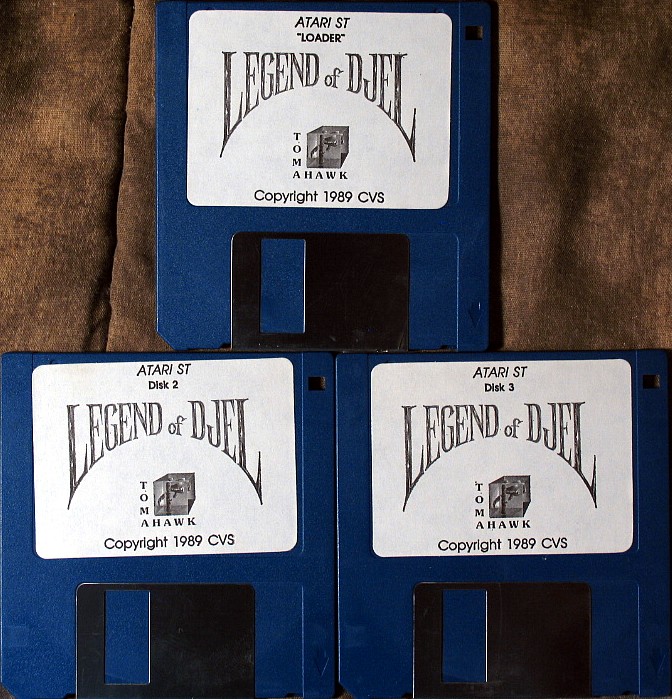 ATARI ST
"LOADER"
LEGEND of DJEL
TOMAHAWK
Copyright 1989 CVS
ATARI ST
Disk 2
LEGEND of DJEL
TOMAHAWK
Copyright 1989 CVS
ATARI ST
Disk 3
LEGEND of DJEL
TOMAHAWK
Copyright 1989 CVS